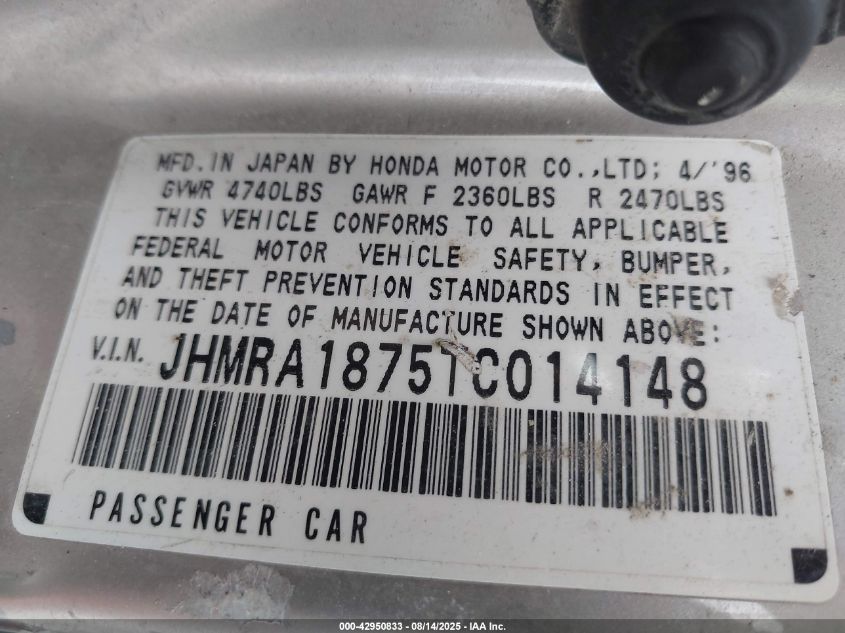 MFD.IN JAPAN BY HONDA MOTOR CO.,LTD; 4/'96
GVWR 4740LBS GAWR F 2360LBS R 2470LBS
THIS VEHICLE CONFORMS TO ALL APPLICABLE
FEDERAL MOTOR VEHICLE SAFETY, BUMPER,
AND THEFT PREVENTION STANDARDS IN EFFECT
ON THE DATE OF MANUFACTURE SHOWN ABOVE:
V.I.N. JHMRA1875TC014148
PASSENGER CAR
000-42950833 - 08/14/2025 - IAA Inc.